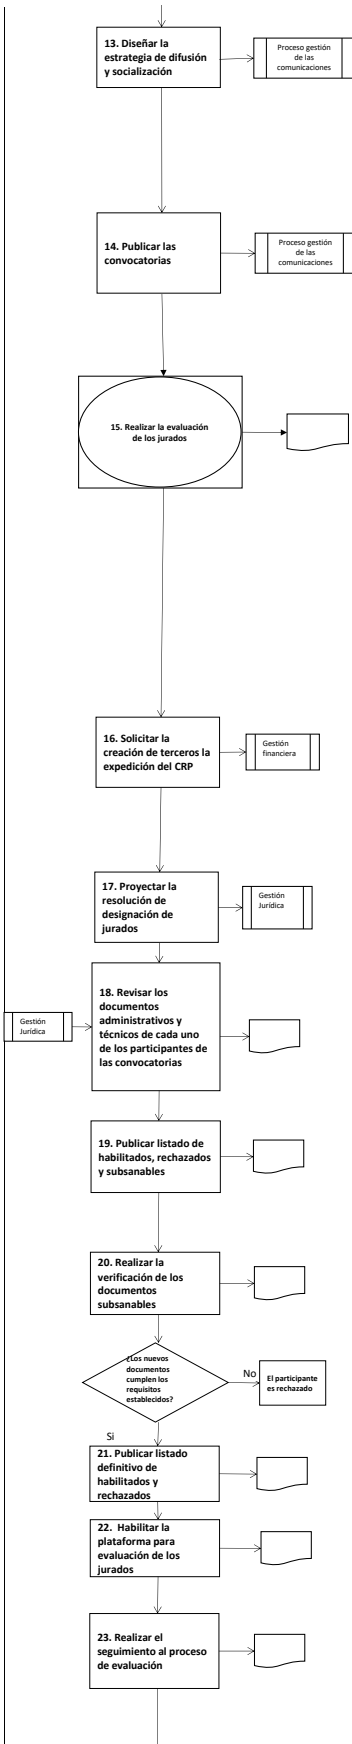 13. Diseñar la
estrategia de difusión
y socialización
Proceso gestión
de las
comunicaciones
14. Publicar las
convocatorias
Proceso gestión
de las
comunicaciones
15. Realizar la evaluación
de los jurados
16. Solicitar la
creación de terceros la
expedición del CRP
Gestión
financiera
17. Proyectar la
resolución de
designación de
jurados
Gestión
Jurídica
18. Revisar los
documentos
administrativos y
técnicos de cada uno
de los participantes de
las convocatorias
Gestión
Jurídica
19. Publicar listado de
habilitados, rechazados
y subsanables
20. Realizar la
verificación de los
documentos
subsanables
¿Los nuevos
documentos
cumplen los
requisitos
establecidos?
No
El participante
es rechazado
Si
21. Publicar listado
definitivo de
habilitados y
rechazados
22. Habilitar la
plataforma para
evaluación de los
jurados
23. Realizar el
seguimiento al proceso
de evaluación